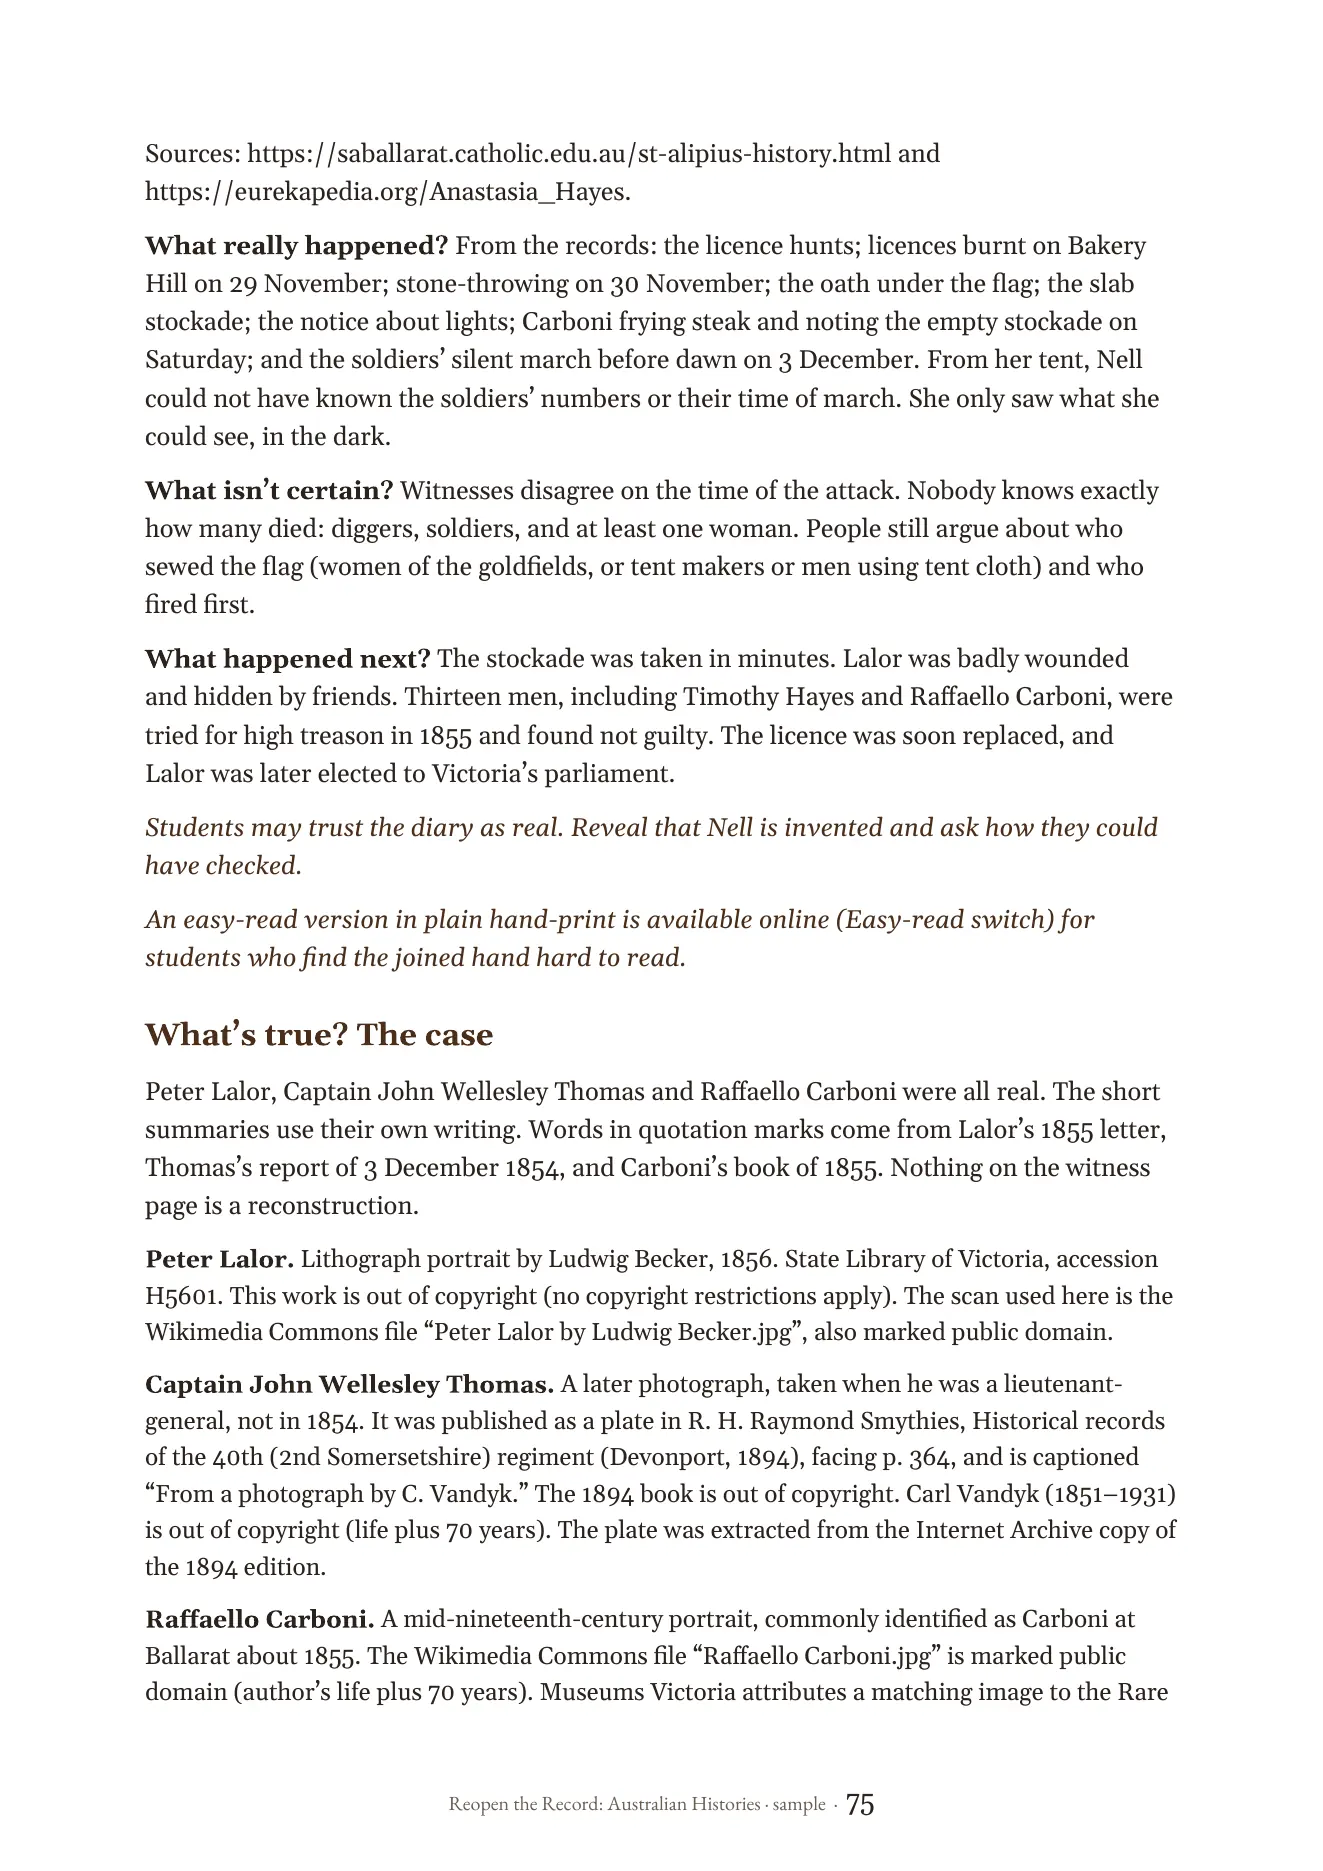 Sources: https://saballarat.catholic.edu.au/st-alipius-history.html and
https://eurekapedia.org/Anastasia_Hayes.
What really happened? From the records: the licence hunts; licences burnt on Bakery
Hill on 29 November; stone-throwing on 30 November; the oath under the flag; the slab
stockade; the notice about lights; Carboni frying steak and noting the empty stockade on
Saturday; and the soldiers’ silent march before dawn on 3 December. From her tent, Nell
could not have known the soldiers’ numbers or their time of march. She only saw what she
could see, in the dark.
What isn’t certain? Witnesses disagree on the time of the attack. Nobody knows exactly
how many died: diggers, soldiers, and at least one woman. People still argue about who
sewed the flag (women of the goldfields, or tent makers or men using tent cloth) and who
fired first.
What happened next? The stockade was taken in minutes. Lalor was badly wounded
and hidden by friends. Thirteen men, including Timothy Hayes and Raffaello Carboni, were
tried for high treason in 1855 and found not guilty. The licence was soon replaced, and
Lalor was later elected to Victoria’s parliament.
Students may trust the diary as real. Reveal that Nell is invented and ask how they could
have checked.
An easy-read version in plain hand-print is available online (Easy-read switch) for
students who find the joined hand hard to read.
What’s true? The case
Peter Lalor, Captain John Wellesley Thomas and Raffaello Carboni were all real. The short
summaries use their own writing. Words in quotation marks come from Lalor’s 1855 letter,
Thomas’s report of 3 December 1854, and Carboni’s book of 1855. Nothing on the witness
page is a reconstruction.
Peter Lalor. Lithograph portrait by Ludwig Becker, 1856. State Library of Victoria, accession
H5601. This work is out of copyright (no copyright restrictions apply). The scan used here is the
Wikimedia Commons file “Peter Lalor by Ludwig Becker.jpg”, also marked public domain.
Captain John Wellesley Thomas. A later photograph, taken when he was a lieutenant-
general, not in 1854. It was published as a plate in R. H. Raymond Smythies, Historical records
of the 40th (2nd Somersetshire) regiment (Devonport, 1894), facing p. 364, and is captioned
“From a photograph by C. Vandyk.” The 1894 book is out of copyright. Carl Vandyk (1851–1931)
is out of copyright (life plus 70 years). The plate was extracted from the Internet Archive copy of
the 1894 edition.
Raffaello Carboni. A mid-nineteenth-century portrait, commonly identified as Carboni at
Ballarat about 1855. The Wikimedia Commons file “Raffaello Carboni.jpg” is marked public
domain (author’s life plus 70 years). Museums Victoria attributes a matching image to the Rare
Reopen the Record: Australian Histories · sample · 75